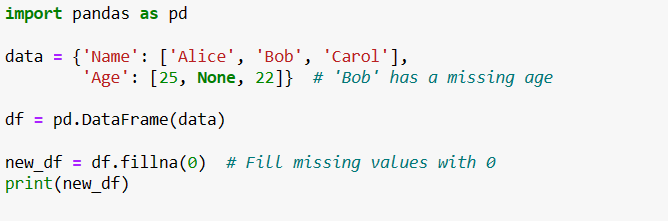 import pandas as pd
data = {'Name': ['Alice', 'Bob', 'Carol'],
'Age': [25, None, 22]}  # 'Bob' has a missing age
df = pd.DataFrame(data)
new_df = df.fillna(0)  # Fill missing values with 0
print(new_df)